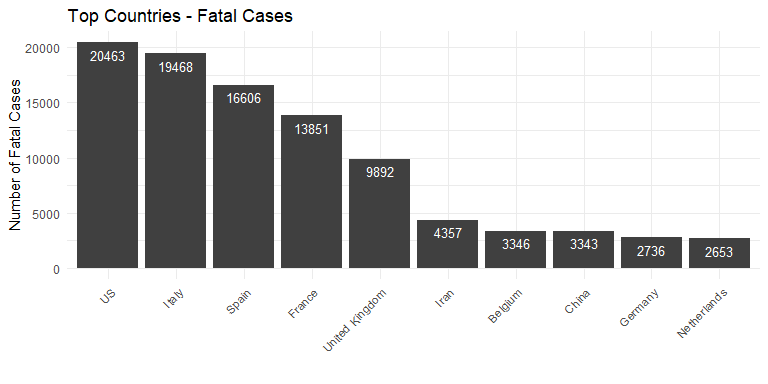 Top Countries - Fatal Cases
Number of Fatal Cases
20000
15000
10000
5000
0
20463
19468
16606
13851
9892
4357
3346
3343
2736
2653
US
Italy
Spain
France
United Kingdom
Iran
Belgium
China
Germany
Netherlands